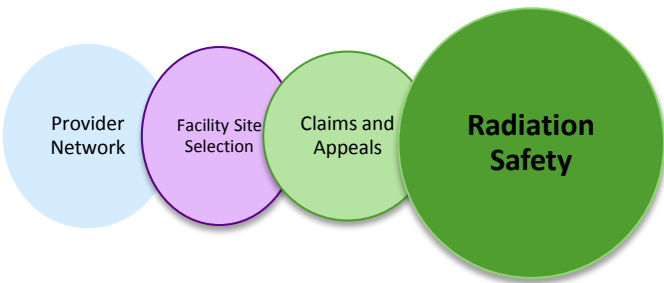 Provider
Network
Facility Site
Selection
Claims and
Appeals
Radiation
Safety